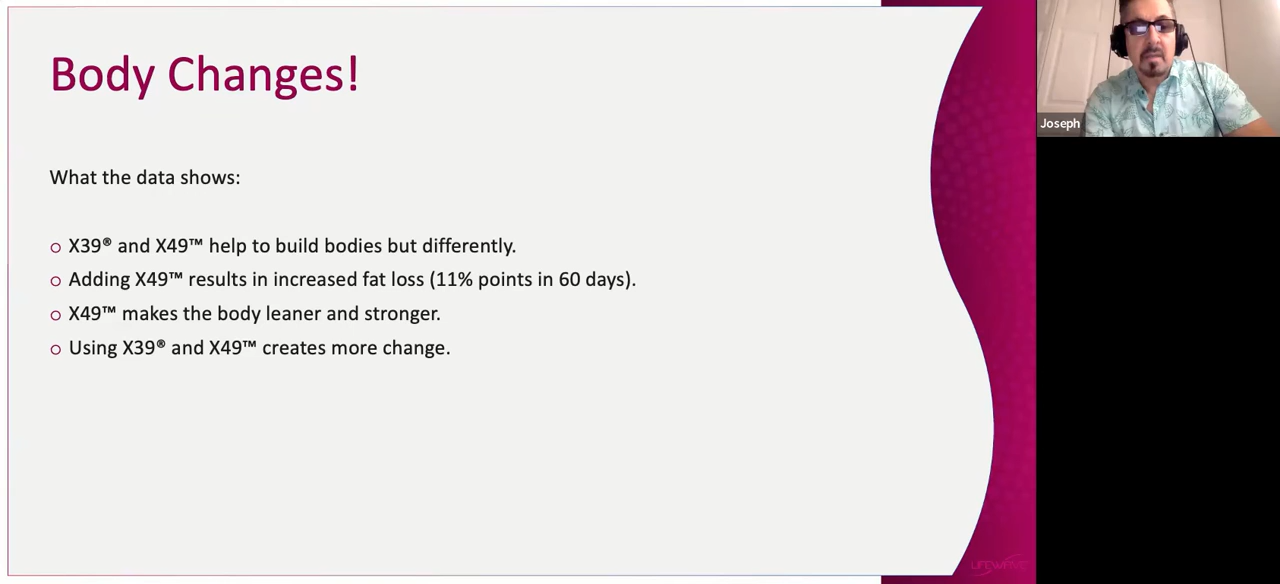 Body Changes!
What the data shows:
o X39® and X49™ help to build bodies but differently.
o Adding X49™ results in increased fat loss (11% points in 60 days).
o X49™ makes the body leaner and stronger.
o Using X39® and X49™ creates more change.
Joseph
LIFEWAVE